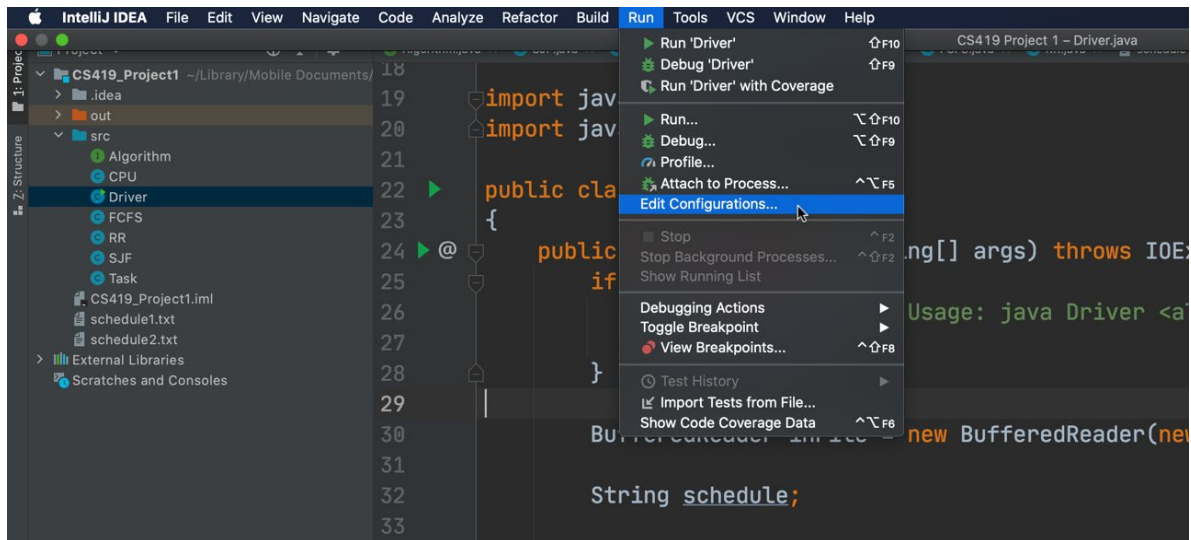 IntelliJ IDEA File Edit View Navigate Code Analyze Refactor Build Run Tools VCS Window Help
CS419 Project 1 – Driver.java
1: Project
Z: Structure
CS419_Project1 ~/Library/Mobile Documents/
.idea
out
src
Algorithm
CPU
Driver
FCFS
RR
SJF
Task
CS419_Project1.iml
schedule1.txt
schedule2.txt
External Libraries
Scratches and Consoles
18
19 import jav
20 import jav
21
22 public cla
23 {
24 @ public ng[] args) throws IOEx
25 if
26 Usage: java Driver <al
27
28 }
29
30 BufferedReader inFile = new BufferedReader(new
31
32 String schedule;
33
Run 'Driver' ⇧F10
Debug 'Driver' ⇧F9
Run 'Driver' with Coverage
Run... ⌥⇧F10
Debug... ⌥⇧F9
Profile...
Attach to Process... ^⌥F5
Edit Configurations...
Stop ^F2
Stop Background Processes... ^⇧F2
Show Running List
Debugging Actions
Toggle Breakpoint
View Breakpoints... ^⇧F8
Test History
Import Tests from File...
Show Code Coverage Data ^⌥F6